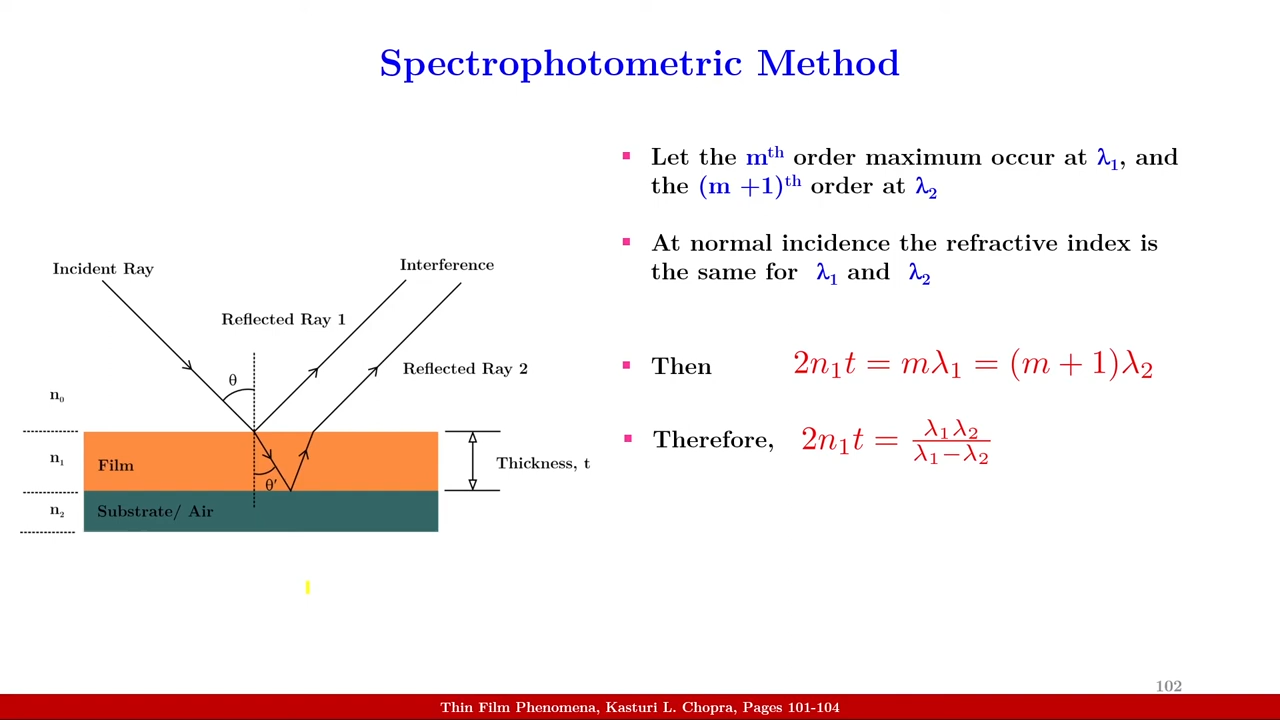 Spectrophotometric Method
Let the mᵗʰ order maximum occur at λ₁, and
the (m +1)ᵗʰ order at λ₂
At normal incidence the refractive index is
the same for λ₁ and λ₂
Then 2n₁t = mλ₁ = (m + 1)λ₂
Therefore, 2n₁t = λ₁λ₂/(λ₁−λ₂)
Incident Ray
Interference
Reflected Ray 1
Reflected Ray 2
θ
n₀
n₁
Film
θ′
Thickness, t
n₂
Substrate/ Air
102
Thin Film Phenomena, Kasturi L. Chopra, Pages 101-104